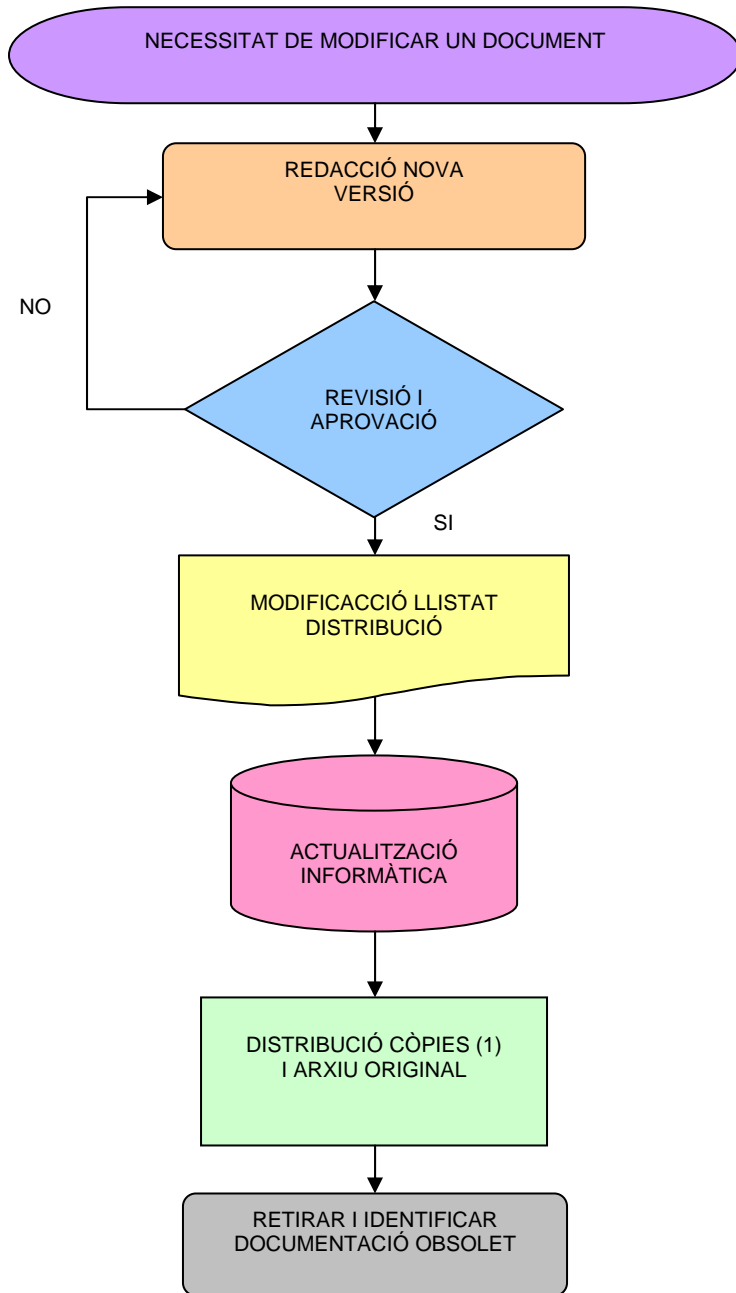 NECESSITAT DE MODIFICAR UN DOCUMENT
REDACCIÓ NOVA
VERSIÓ
NO
REVISIÓ I
APROVACIÓ
SI
MODIFICACCIÓ LLISTAT
DISTRIBUCIÓ
ACTUALITZACIÓ
INFORMÀTICA
DISTRIBUCIÓ CÒPIES (1)
I ARXIU ORIGINAL
RETIRAR I IDENTIFICAR
DOCUMENTACIÓ OBSOLET